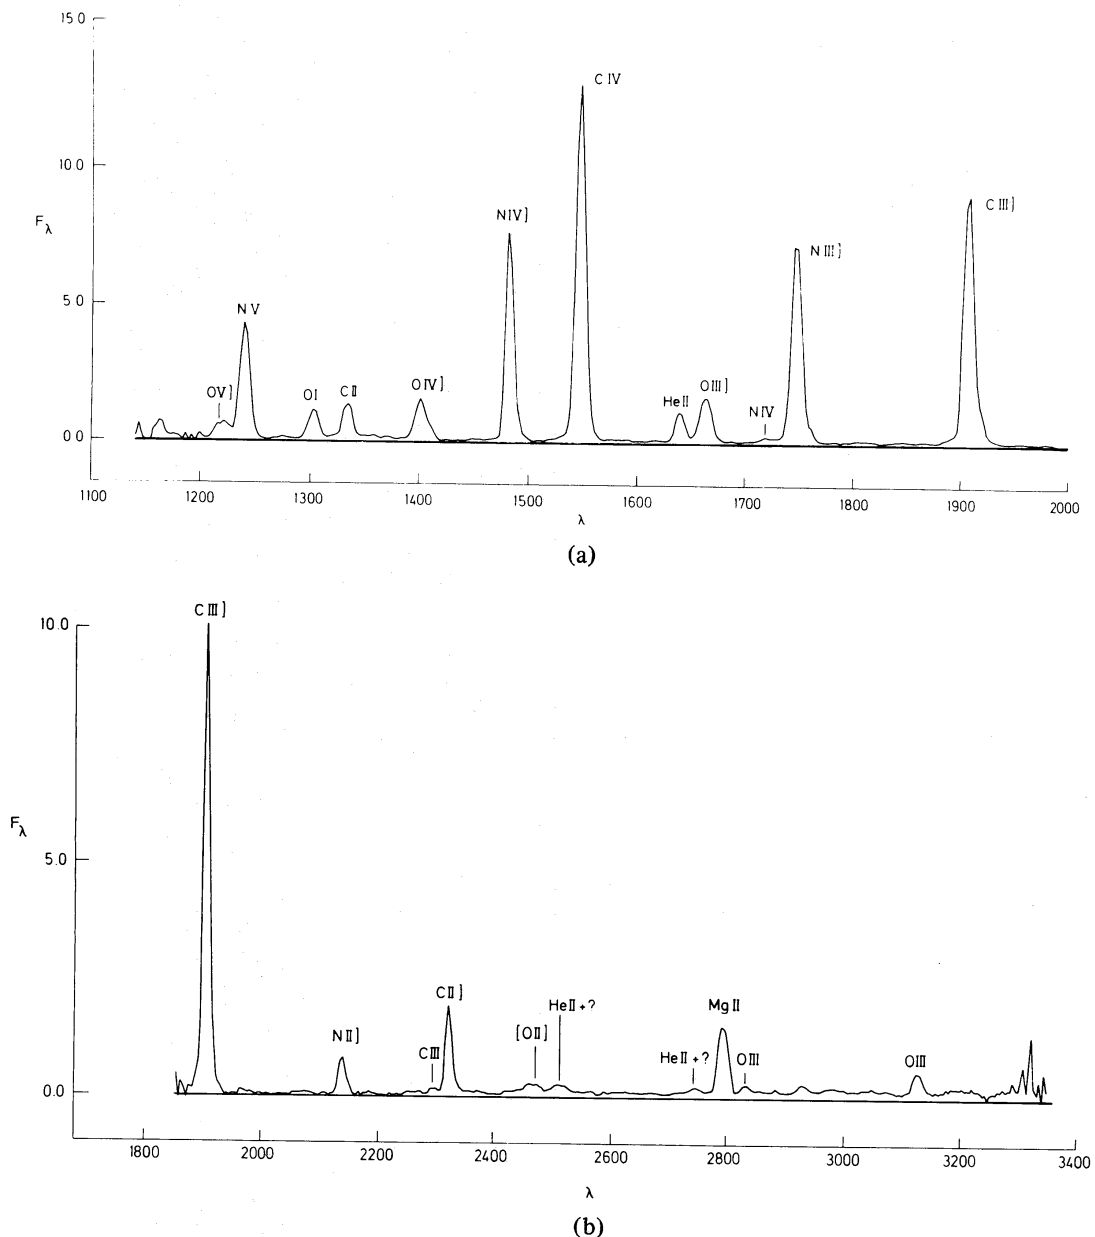 15.0
C IV
10.0
N IV]
C III]
F λ
N III]
5.0
N V
O V]
O I
C II
O IV]
He II
O III]
N IV
0.0
1100 1200 1300 1400 1500 1600 1700 1800 1900 2000
λ
(a)
C III]
10.0
F λ
5.0
C II]
He II + ?
Mg II
N II]
[O II]
C III
He II + ?
O III
O III
0.0
1800 2000 2200 2400 2600 2800 3000 3200 3400
λ
(b)